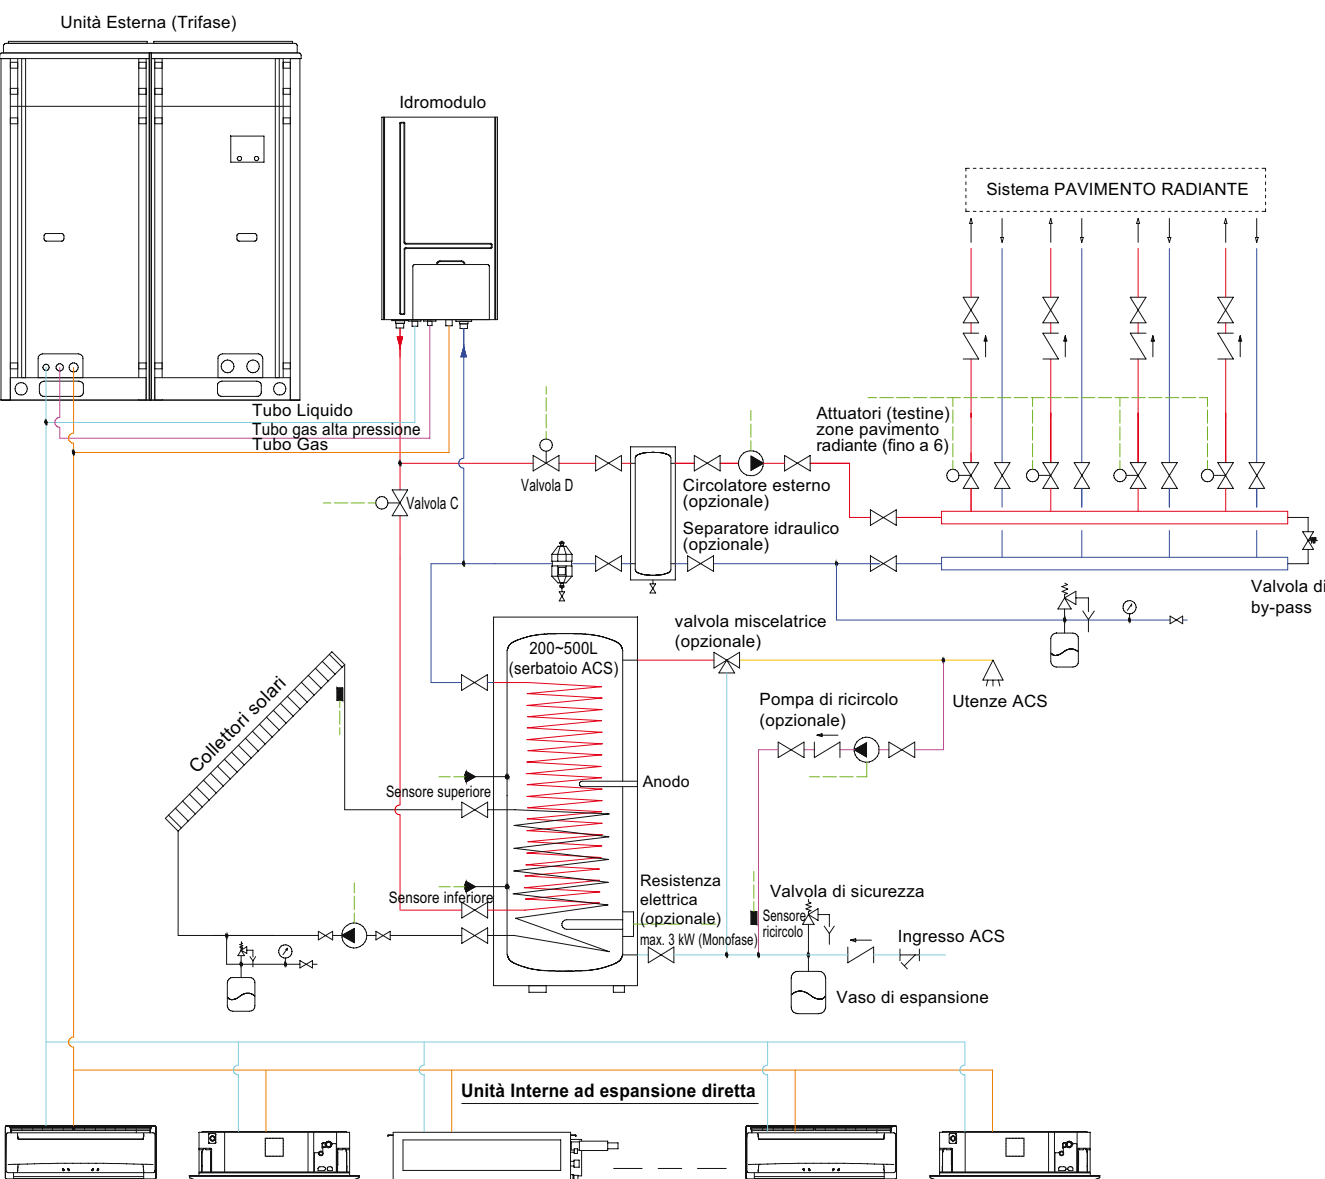 Unità Esterna (Trifase)
Idromodulo
Sistema PAVIMENTO RADIANTE
Tubo Liquido
Tubo gas alta pressione
Tubo Gas
Attuatori (testine)
zone pavimento
radiante (fino a 6)
Valvola D
Valvola C
Circolatore esterno
(opzionale)
Separatore idraulico
(opzionale)
Valvola di
by-pass
valvola miscelatrice
(opzionale)
200~500L
(serbatoio ACS)
Collettori solari
Pompa di ricircolo
(opzionale)
Utenze ACS
Sensore superiore
Anodo
Sensore inferiore
Resistenza
elettrica
(opzionale)
max. 3 kW (Monofase)
Sensore
ricircolo
Valvola di sicurezza
Ingresso ACS
Vaso di espansione
Unità Interne ad espansione diretta